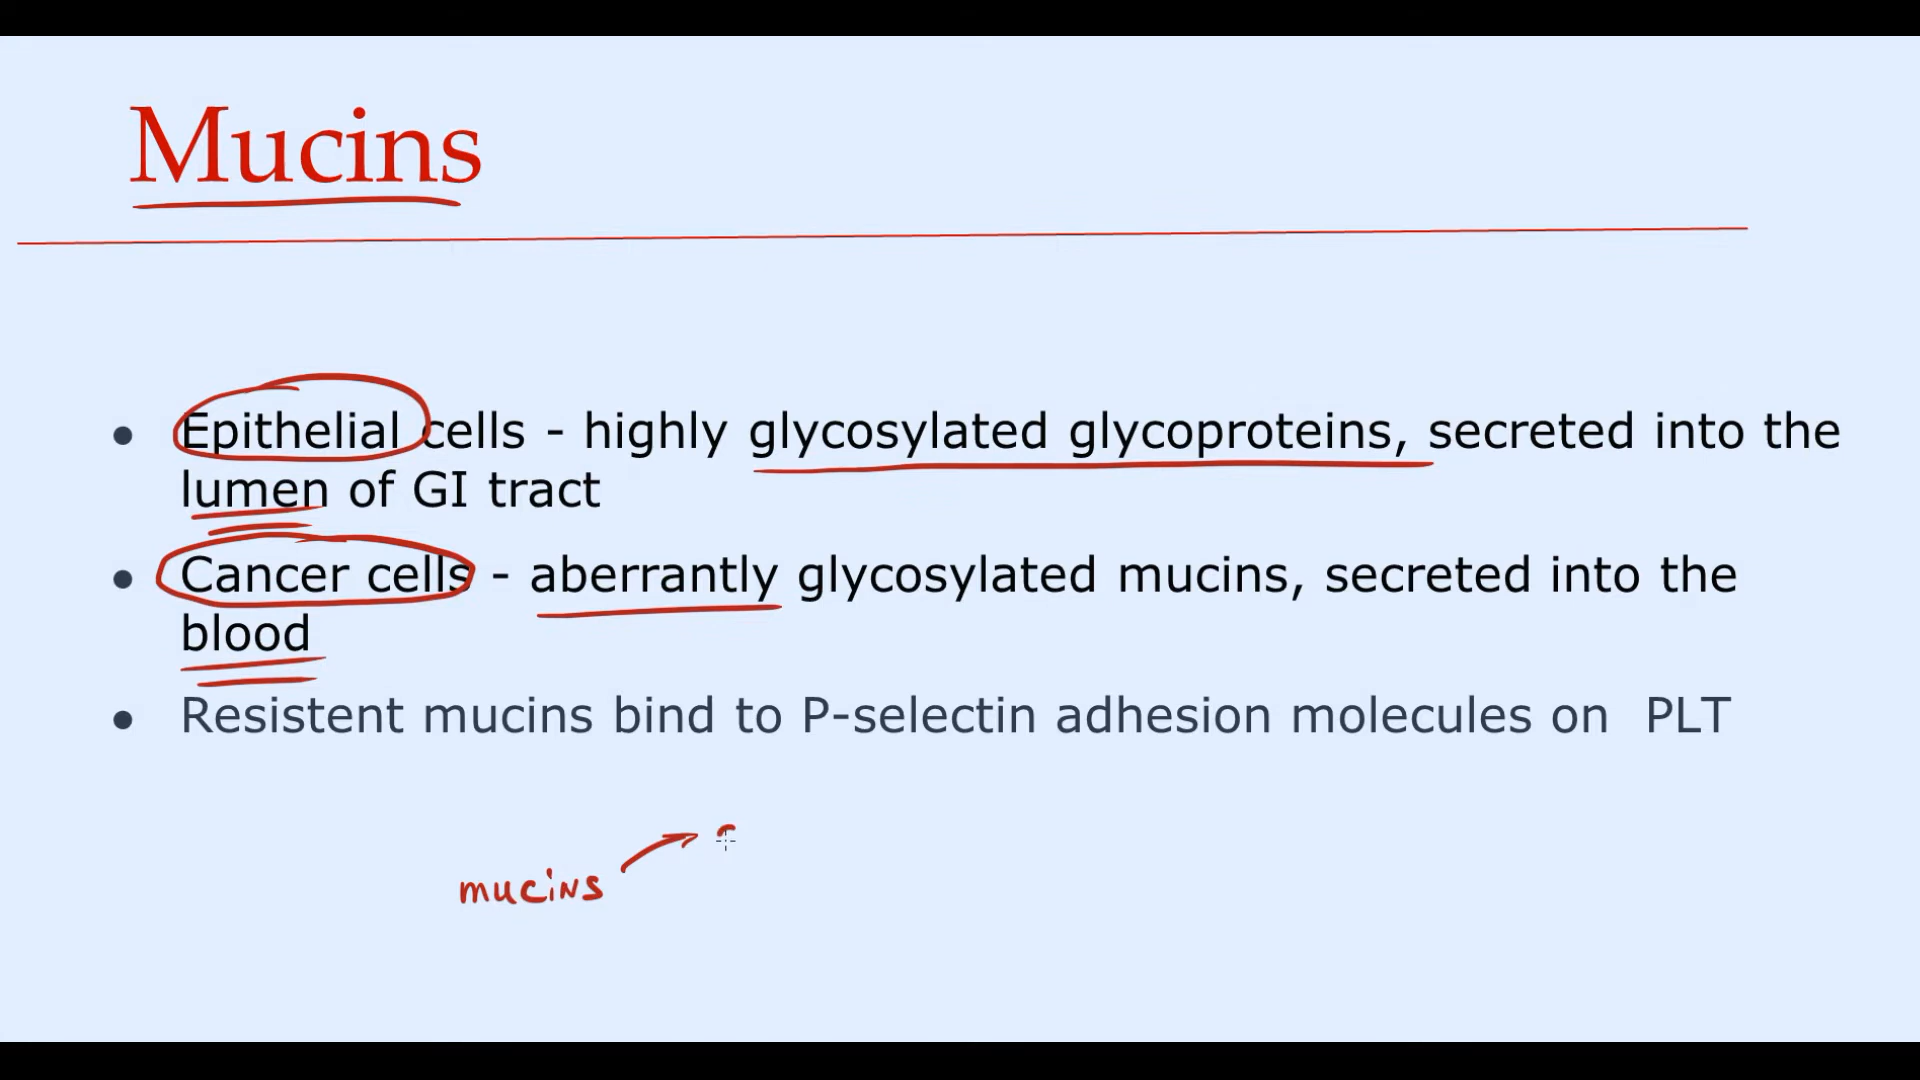 Mucins
● Epithelial cells - highly glycosylated glycoproteins, secreted into the
lumen of GI tract
● Cancer cells - aberrantly glycosylated mucins, secreted into the
blood
● Resistent mucins bind to P-selectin adhesion molecules on PLT
mucins